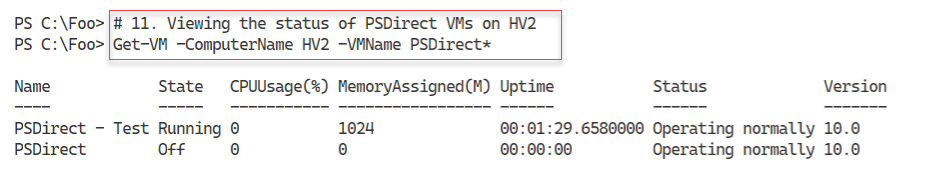 PS C:\Foo> # 11. Viewing the status of PSDirect VMs on HV2
PS C:\Foo> Get-VM -ComputerName HV2 -VMName PSDirect*
Name State CPUUsage(%) MemoryAssigned(M) Uptime Status Version
---- ----- ----------- ----------------- ------ ------ -------
PSDirect - Test Running 0 1024 00:01:29.6580000 Operating normally 10.0
PSDirect Off 0 0 00:00:00 Operating normally 10.0